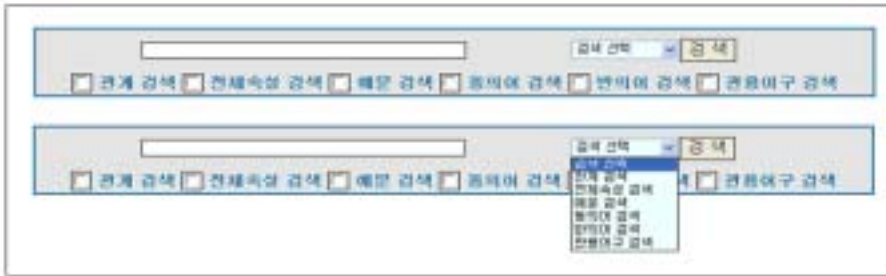 검색 선택 검 색
관계 검색 전체속성 검색 예문 검색 동의어 검색 반의어 검색 관용어구 검색
검색 선택 검 색
관계 검색 전체속성 검색 예문 검색 동의어 검색 색 관용어구 검색
검색 선택
관계 검색
전체속성 검색
예문 검색
동의어 검색
반의어 검색
관용어구 검색